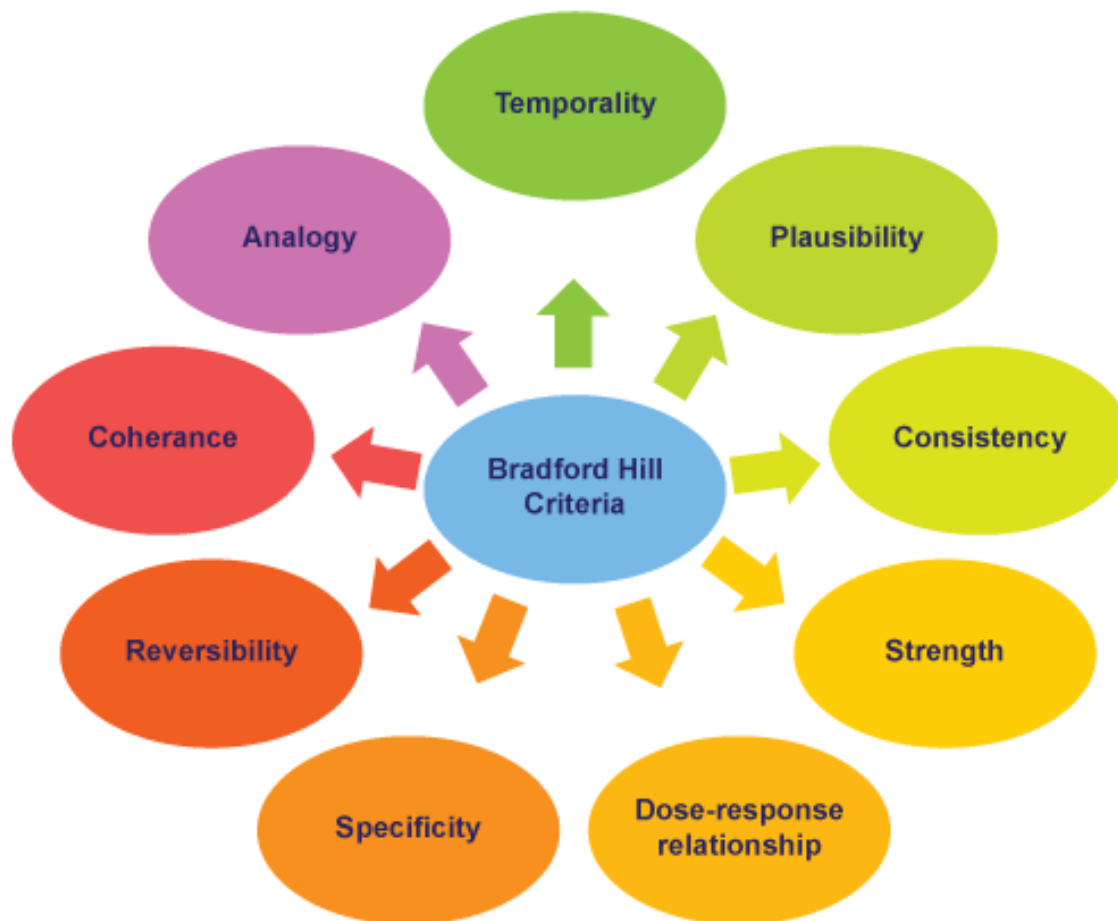 Temporality
Analogy
Plausibility
Coherance
Consistency
Bradford Hill
Criteria
Reversibility
Strength
Specificity
Dose-response
relationship